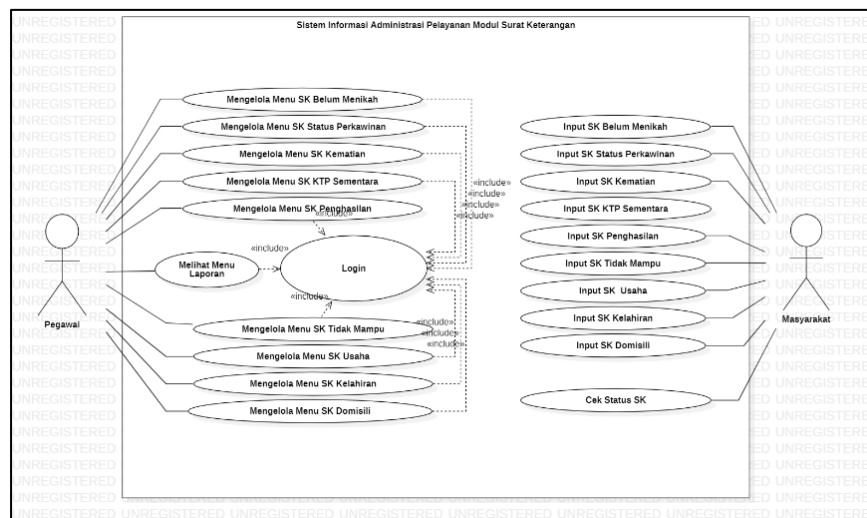 Sistem Informasi Administrasi Pelayanan Modul Surat Keterangan
Mengelola Menu SK Belum Menikah
Mengelola Menu SK Status Perkawinan
Mengelola Menu SK Kematian
Mengelola Menu SK KTP Sementara
Mengelola Menu SK Penghasilan
«include»
«include»
«include»
«include»
«include»
«include»
Melihat Menu
Laporan
Login
«include»
Mengelola Menu SK Tidak Mampu
Mengelola Menu SK Usaha
Mengelola Menu SK Kelahiran
Mengelola Menu SK Domisili
«include»
«include»
«include»
Pegawai
Input SK Belum Menikah
Input SK Status Perkawinan
Input SK Kematian
Input SK KTP Sementara
Input SK Penghasilan
Input SK Tidak Mampu
Input SK Usaha
Input SK Kelahiran
Input SK Domisili
Cek Status SK
Masyarakat
UNREGISTERED